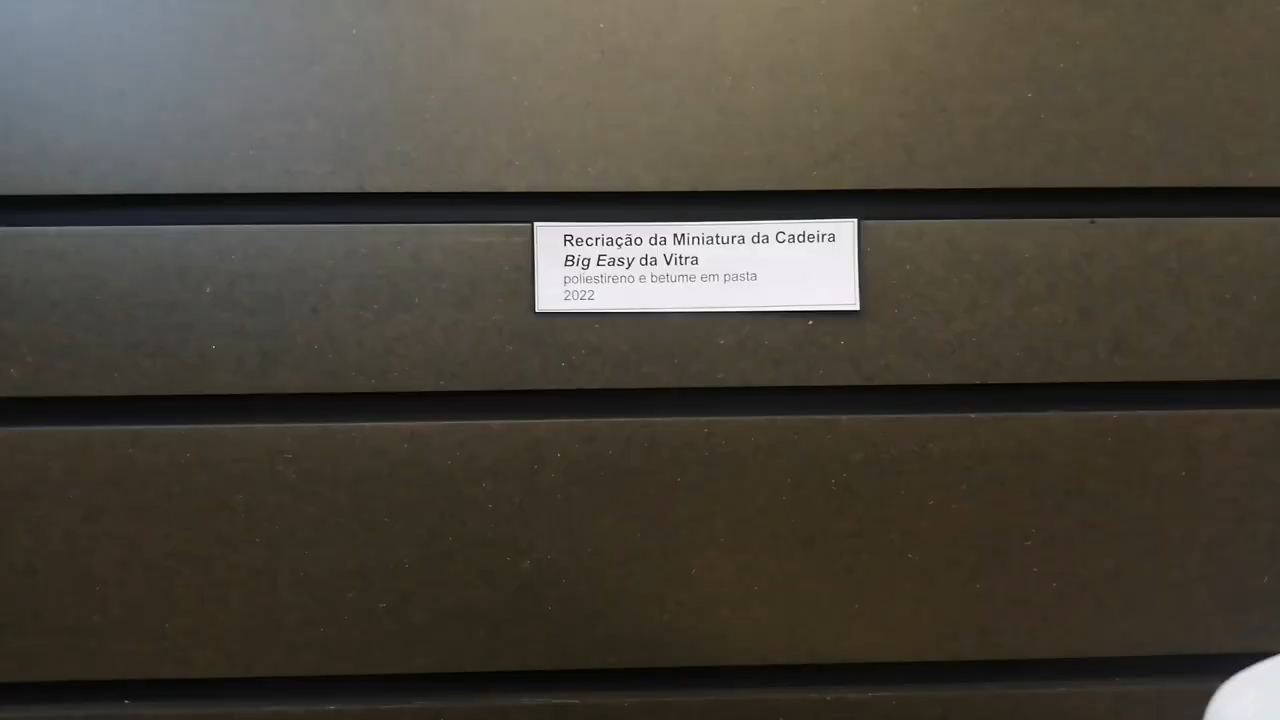 Recriação da Miniatura da Cadeira
Big Easy da Vitra
poliestireno e betume em pasta
2022